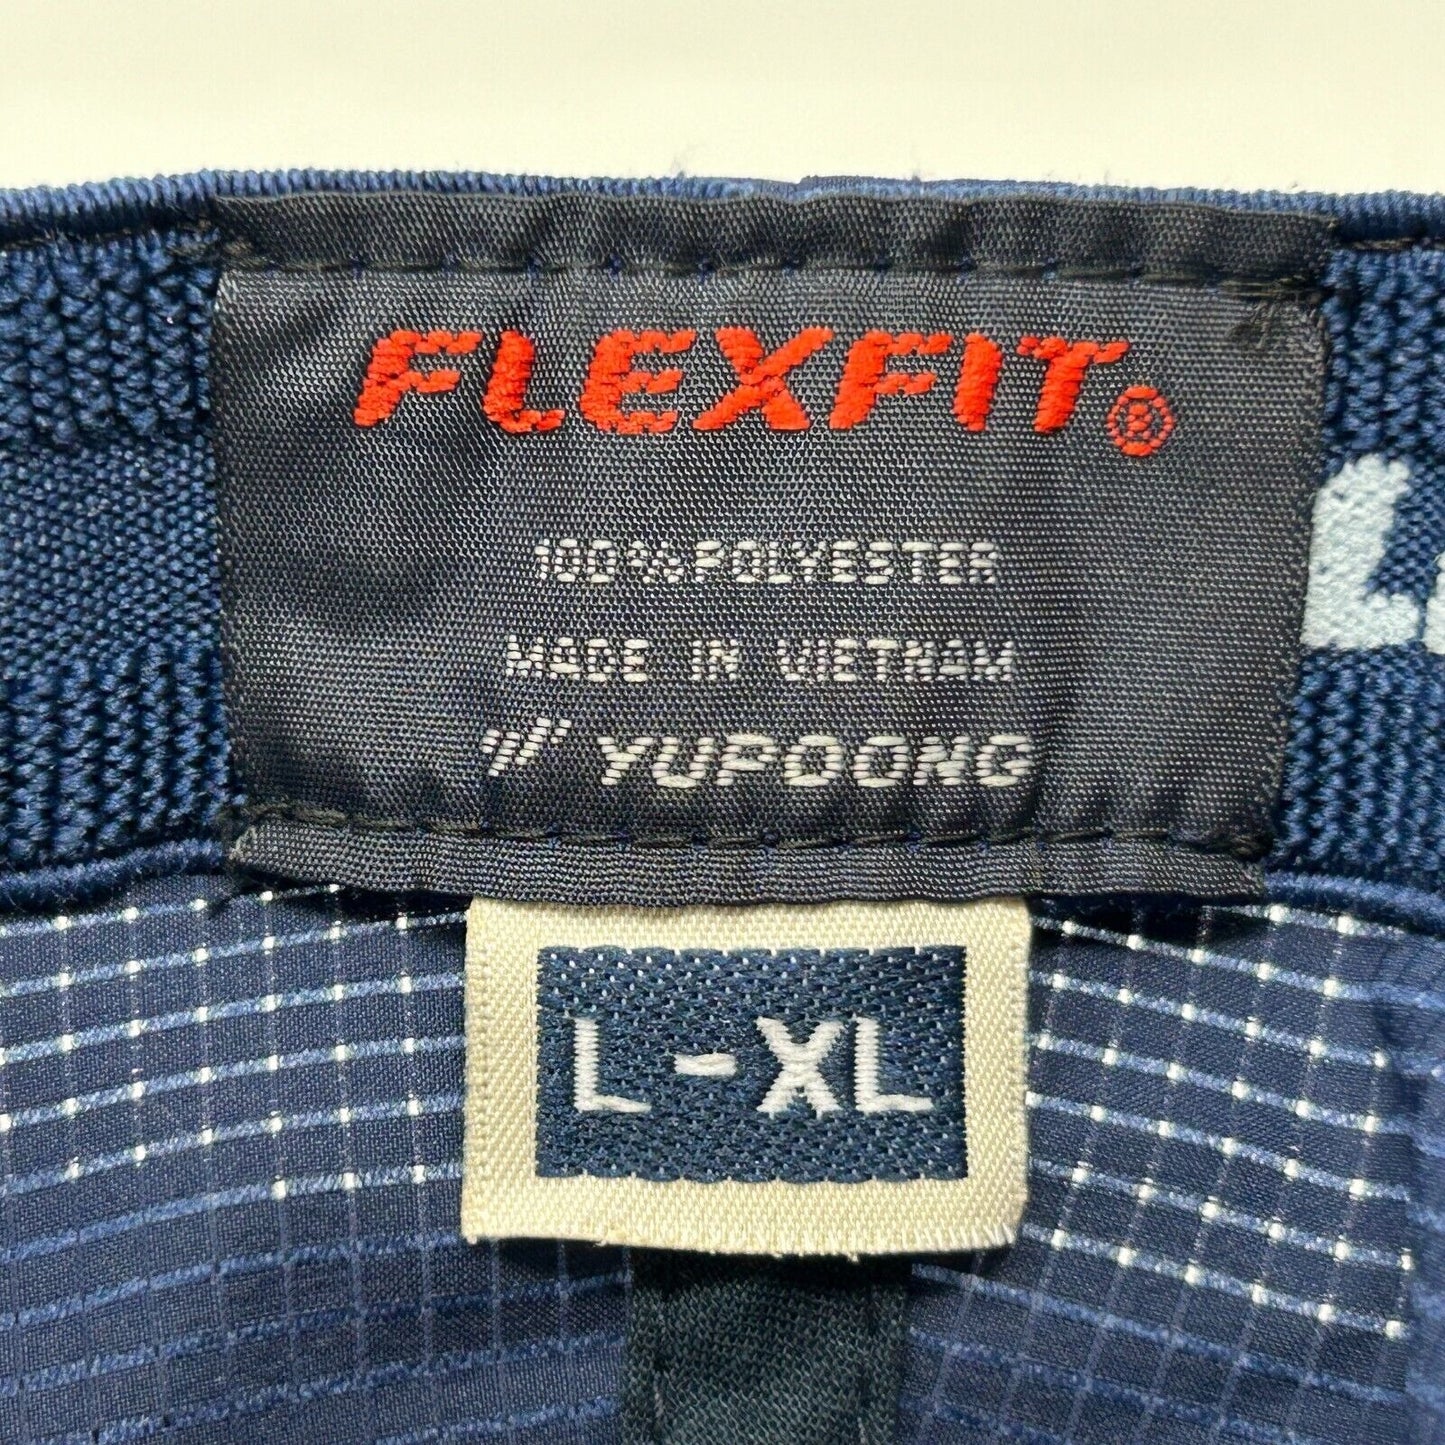 FLEXFIT®
100% POLYESTER
MADE IN VIETNAM
YUPOONG
L - XL